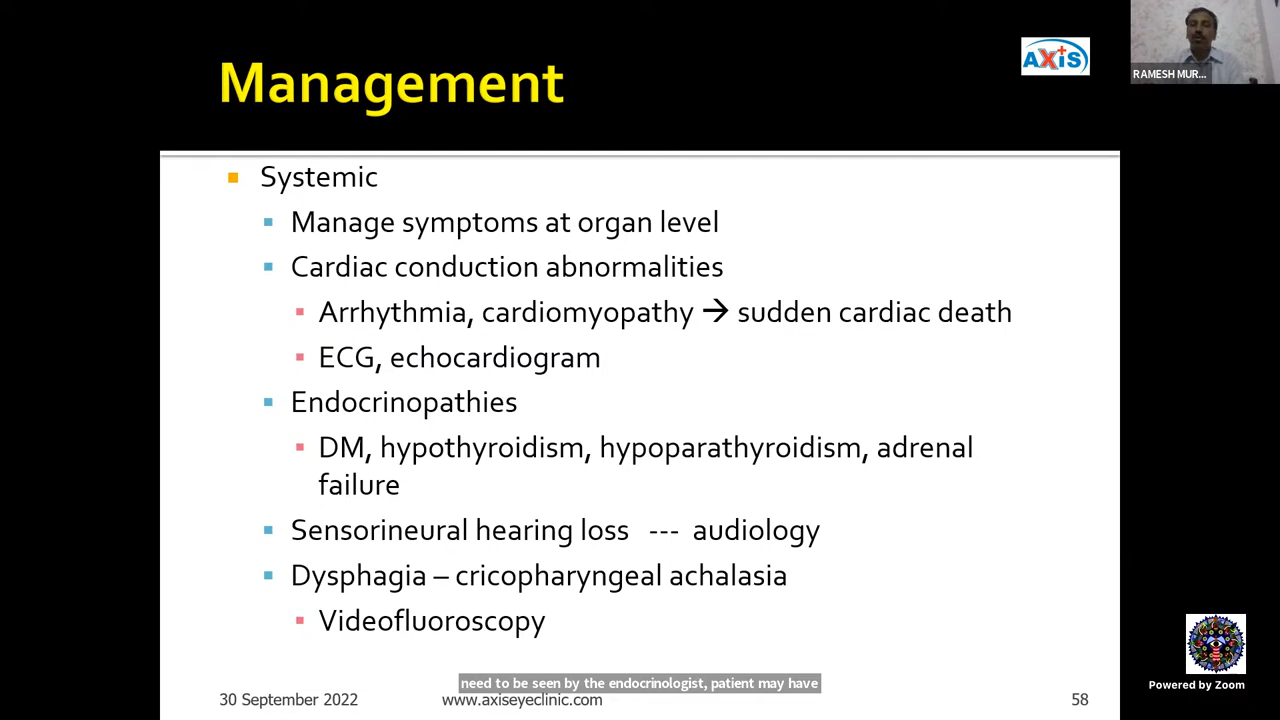 Management
AXiS
RAMESH MUR...
Systemic
Manage symptoms at organ level
Cardiac conduction abnormalities
Arrhythmia, cardiomyopathy → sudden cardiac death
ECG, echocardiogram
Endocrinopathies
DM, hypothyroidism, hypoparathyroidism, adrenal
failure
Sensorineural hearing loss --- audiology
Dysphagia – cricopharyngeal achalasia
Videofluoroscopy
need to be seen by the endocrinologist, patient may have
30 September 2022
www.axiseyeclinic.com
58
Powered by Zoom